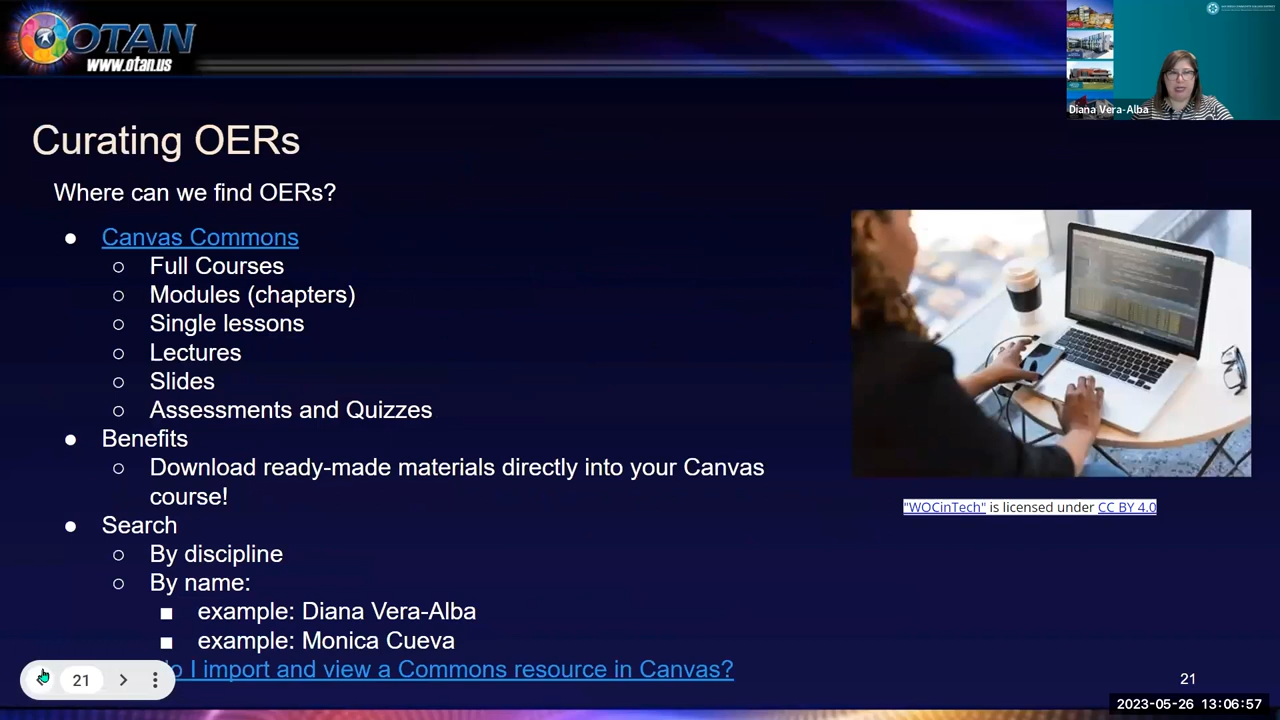 OTAN
www.otan.us
Diana Vera-Alba
Curating OERs
Where can we find OERs?
● Canvas Commons
○ Full Courses
○ Modules (chapters)
○ Single lessons
○ Lectures
○ Slides
○ Assessments and Quizzes
● Benefits
○ Download ready-made materials directly into your Canvas
course!
● Search
○ By discipline
○ By name:
■ example: Diana Vera-Alba
■ example: Monica Cueva
I import and view a Commons resource in Canvas?
"WOCinTech" is licensed under CC BY 4.0
21
21
2023-05-26 13:06:57